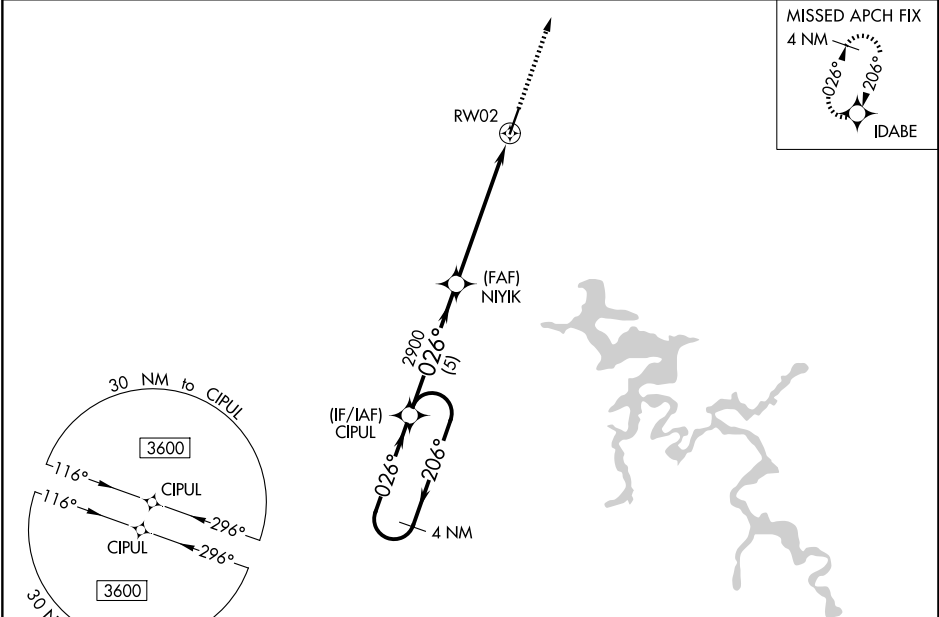 MISSED APCH FIX
4 NM
026°
206°
IDABE
RW02
(FAF)
NIYIK
2900
026°
(5)
(IF/IAF)
CIPUL
026°
206°
4 NM
30 NM to CIPUL
3600
116°
CIPUL
296°
116°
CIPUL
296°
3600